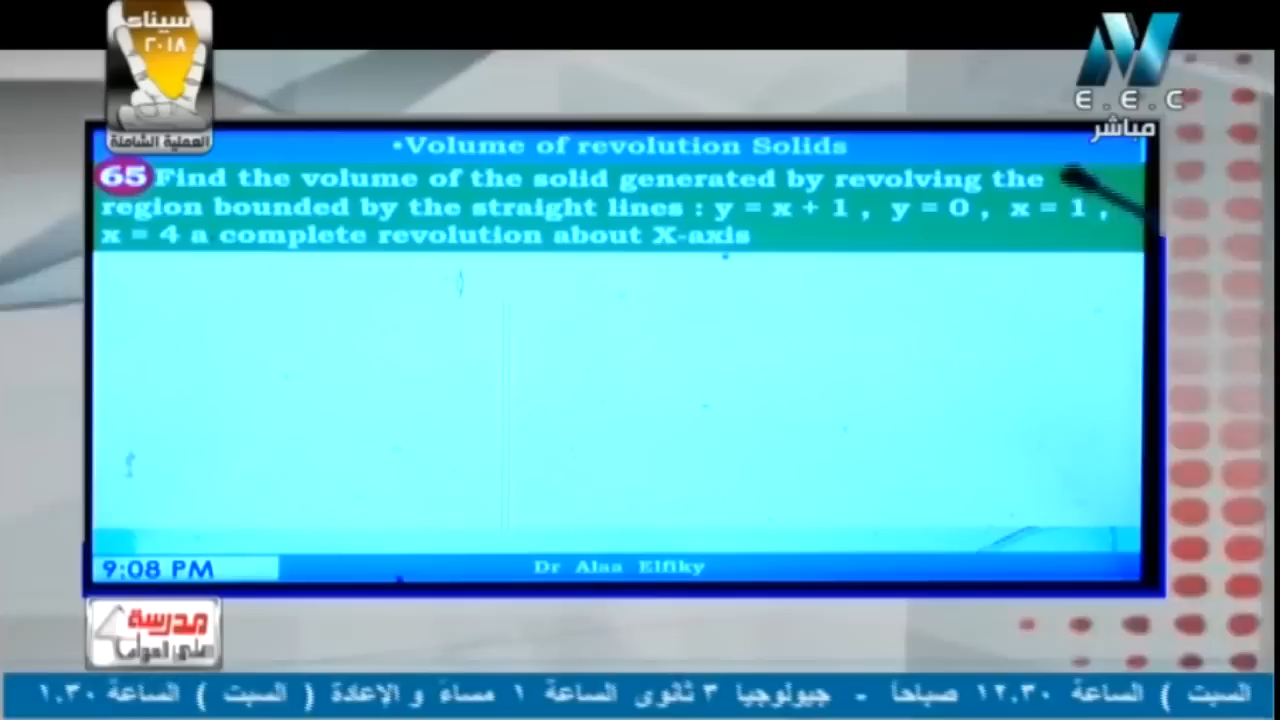 سيناء
٢٠١٨
العملية الشاملة
E.E.C
مباشر
•Volume of revolution Solids
65 Find the volume of the solid generated by revolving the
region bounded by the straight lines : y = x + 1 , y = 0 , x = 1 ,
x = 4 a complete revolution about X-axis
9:08 PM
Dr Alaa Elfiky
مدرسة
على الهواء
السبت ) الساعة ١٢.٣٠ صباحاً - جيولوجيا ٣ ثانوى الساعة ١ مساءً و الإعادة ( السبت ) الساعة ١.٣٠